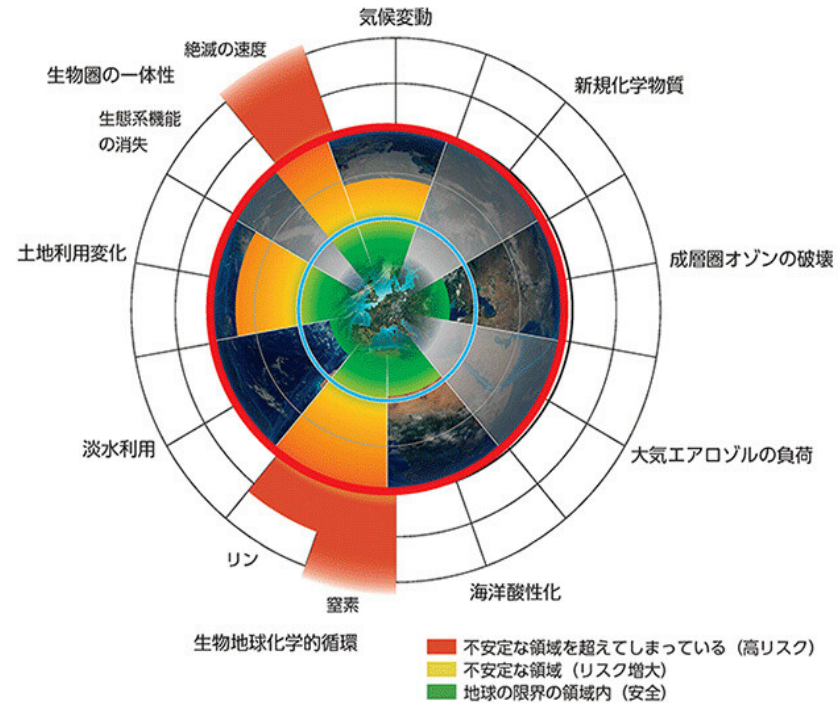 気候変動
絶滅の速度
生物圏の一体性
新規化学物質
生態系機能
の消失
土地利用変化
成層圏オゾンの破壊
淡水利用
大気エアロゾルの負荷
リン
海洋酸性化
窒素
生物地球化学的循環
不安定な領域を超えてしまっている（高リスク）
不安定な領域（リスク増大）
地球の限界の領域内（安全）